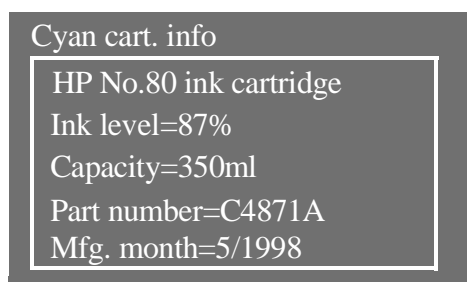 Cyan cart. info
HP No.80 ink cartridge
Ink level=87%
Capacity=350ml
Part number=C4871A
Mfg. month=5/1998